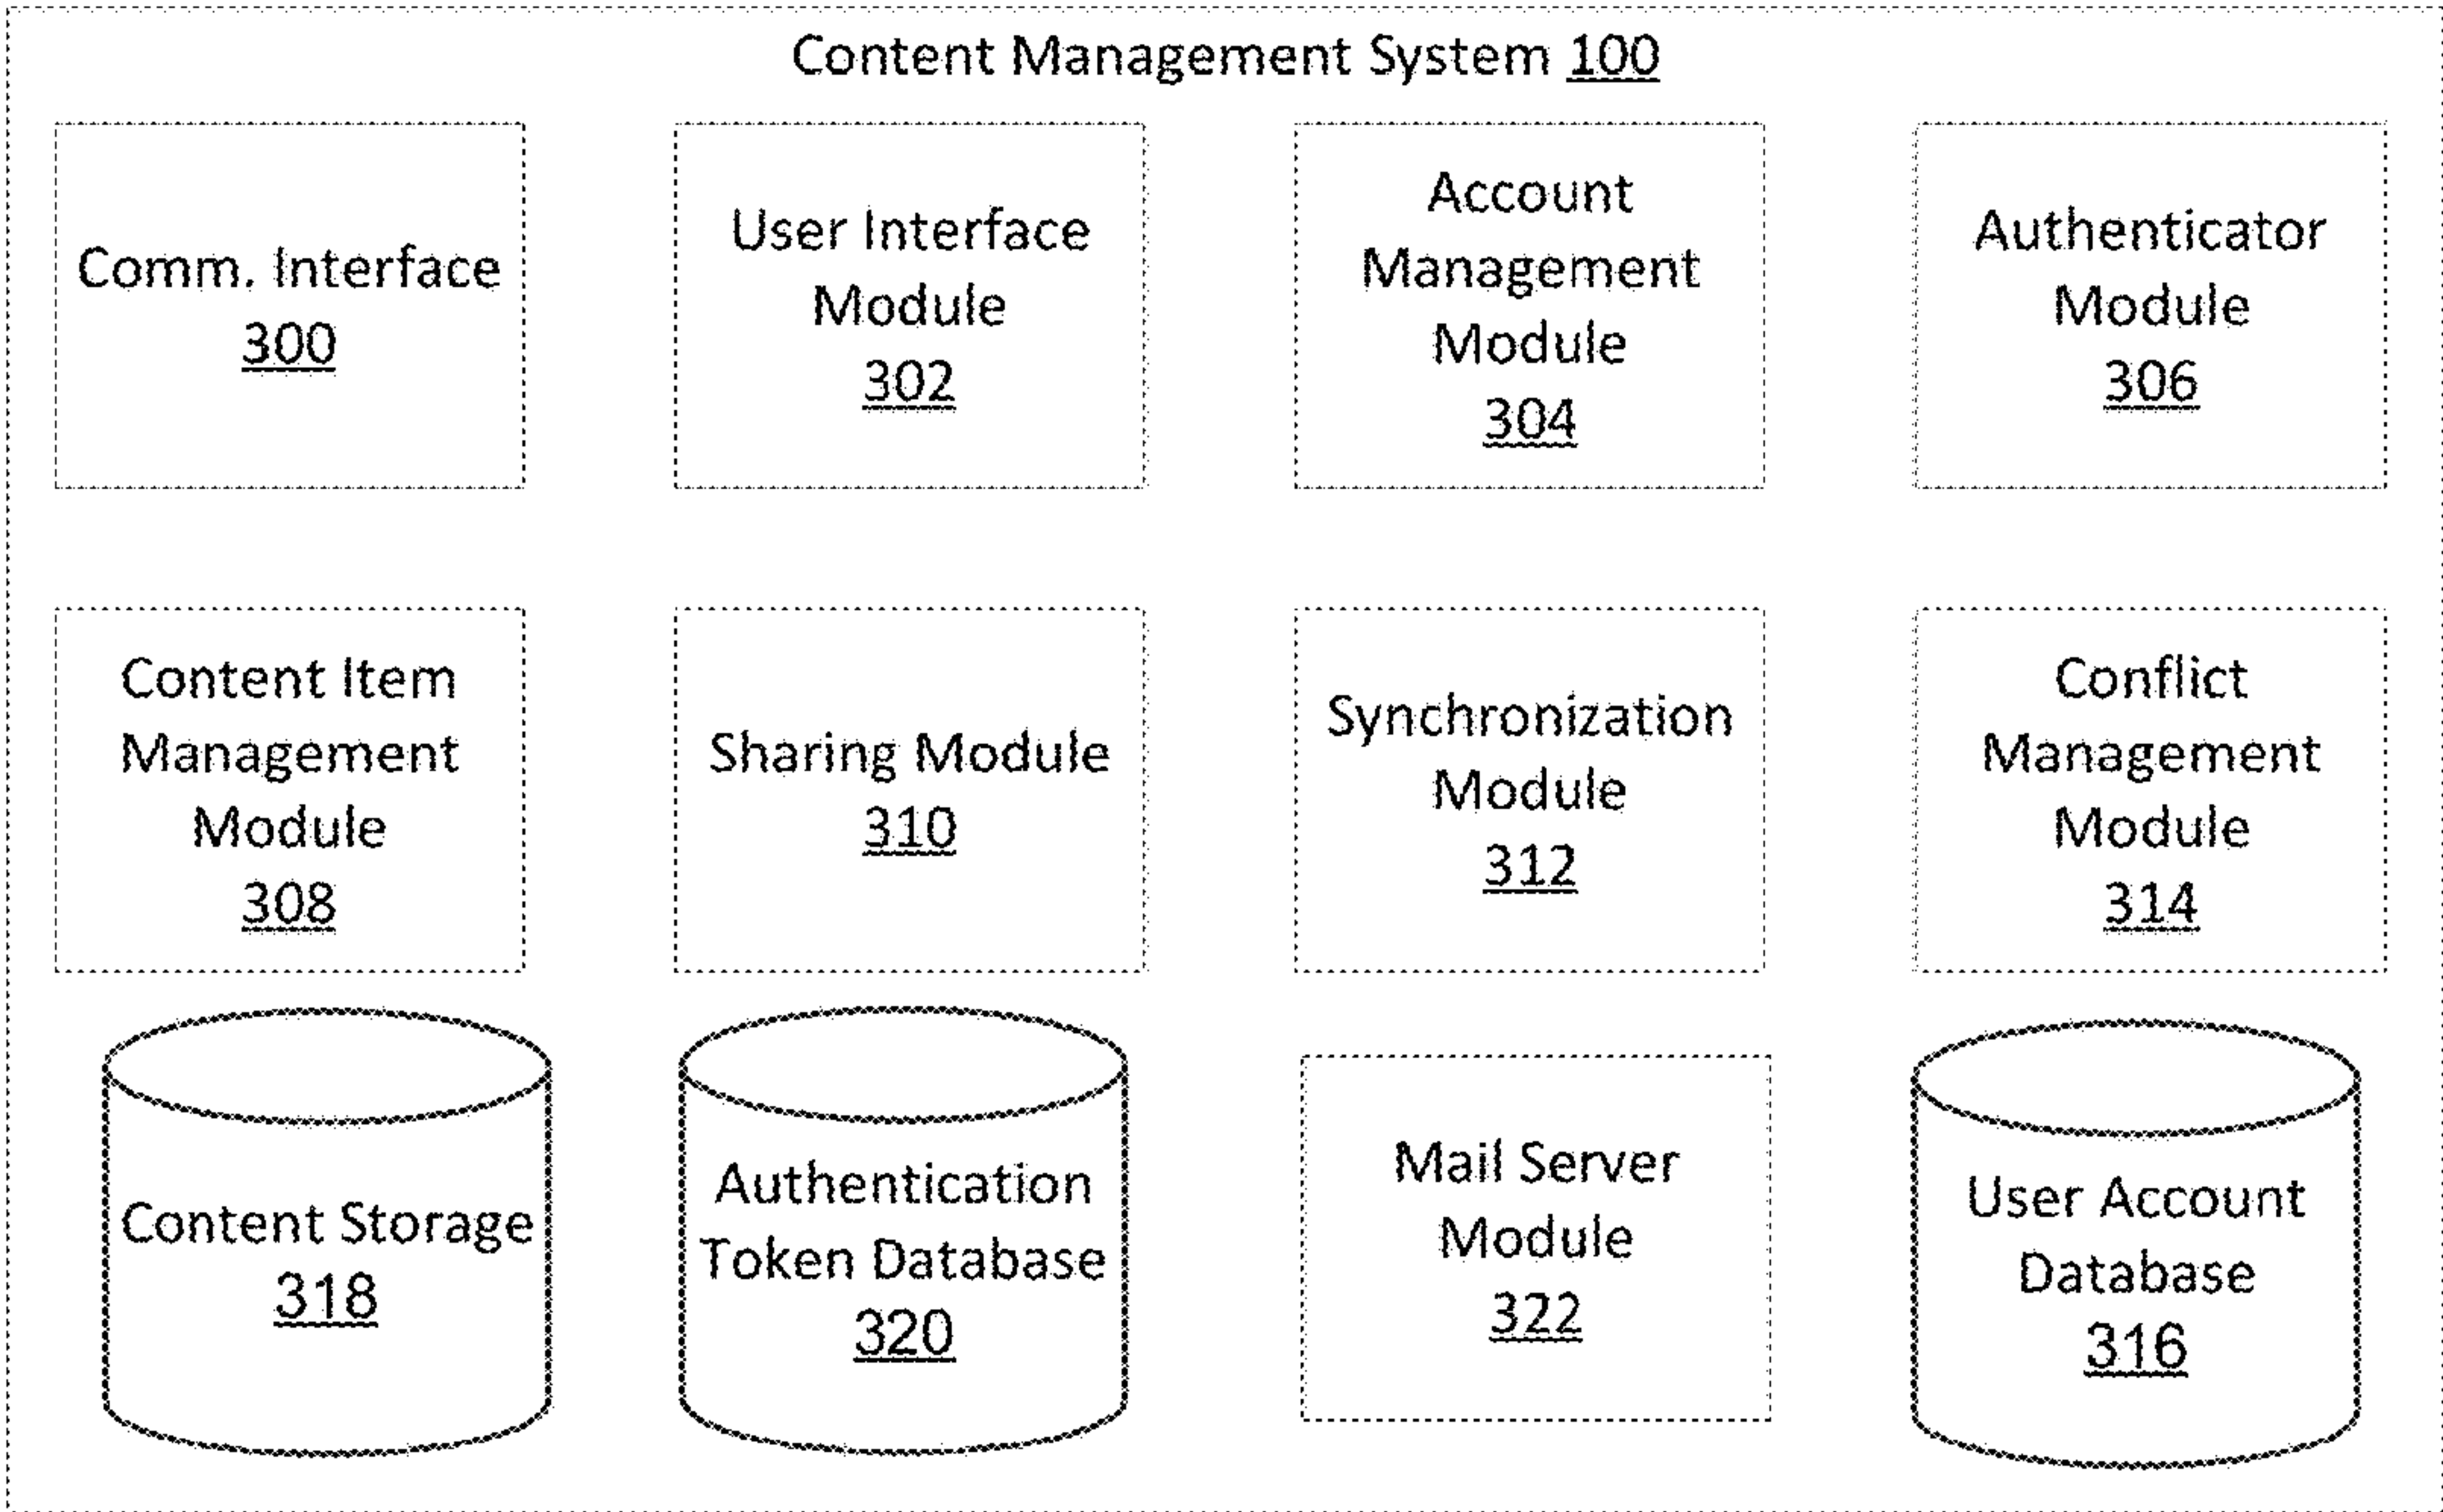 Content Management System 100
Comm. Interface
300
User Interface
Module
302
Account
Management
Module
304
Authenticator
Module
306
Content Item
Management
Module
308
Sharing Module
310
Synchronization
Module
312
Conflict
Management
Module
314
Content Storage
318
Authentication
Token Database
320
Mail Server
Module
322
User Account
Database
316